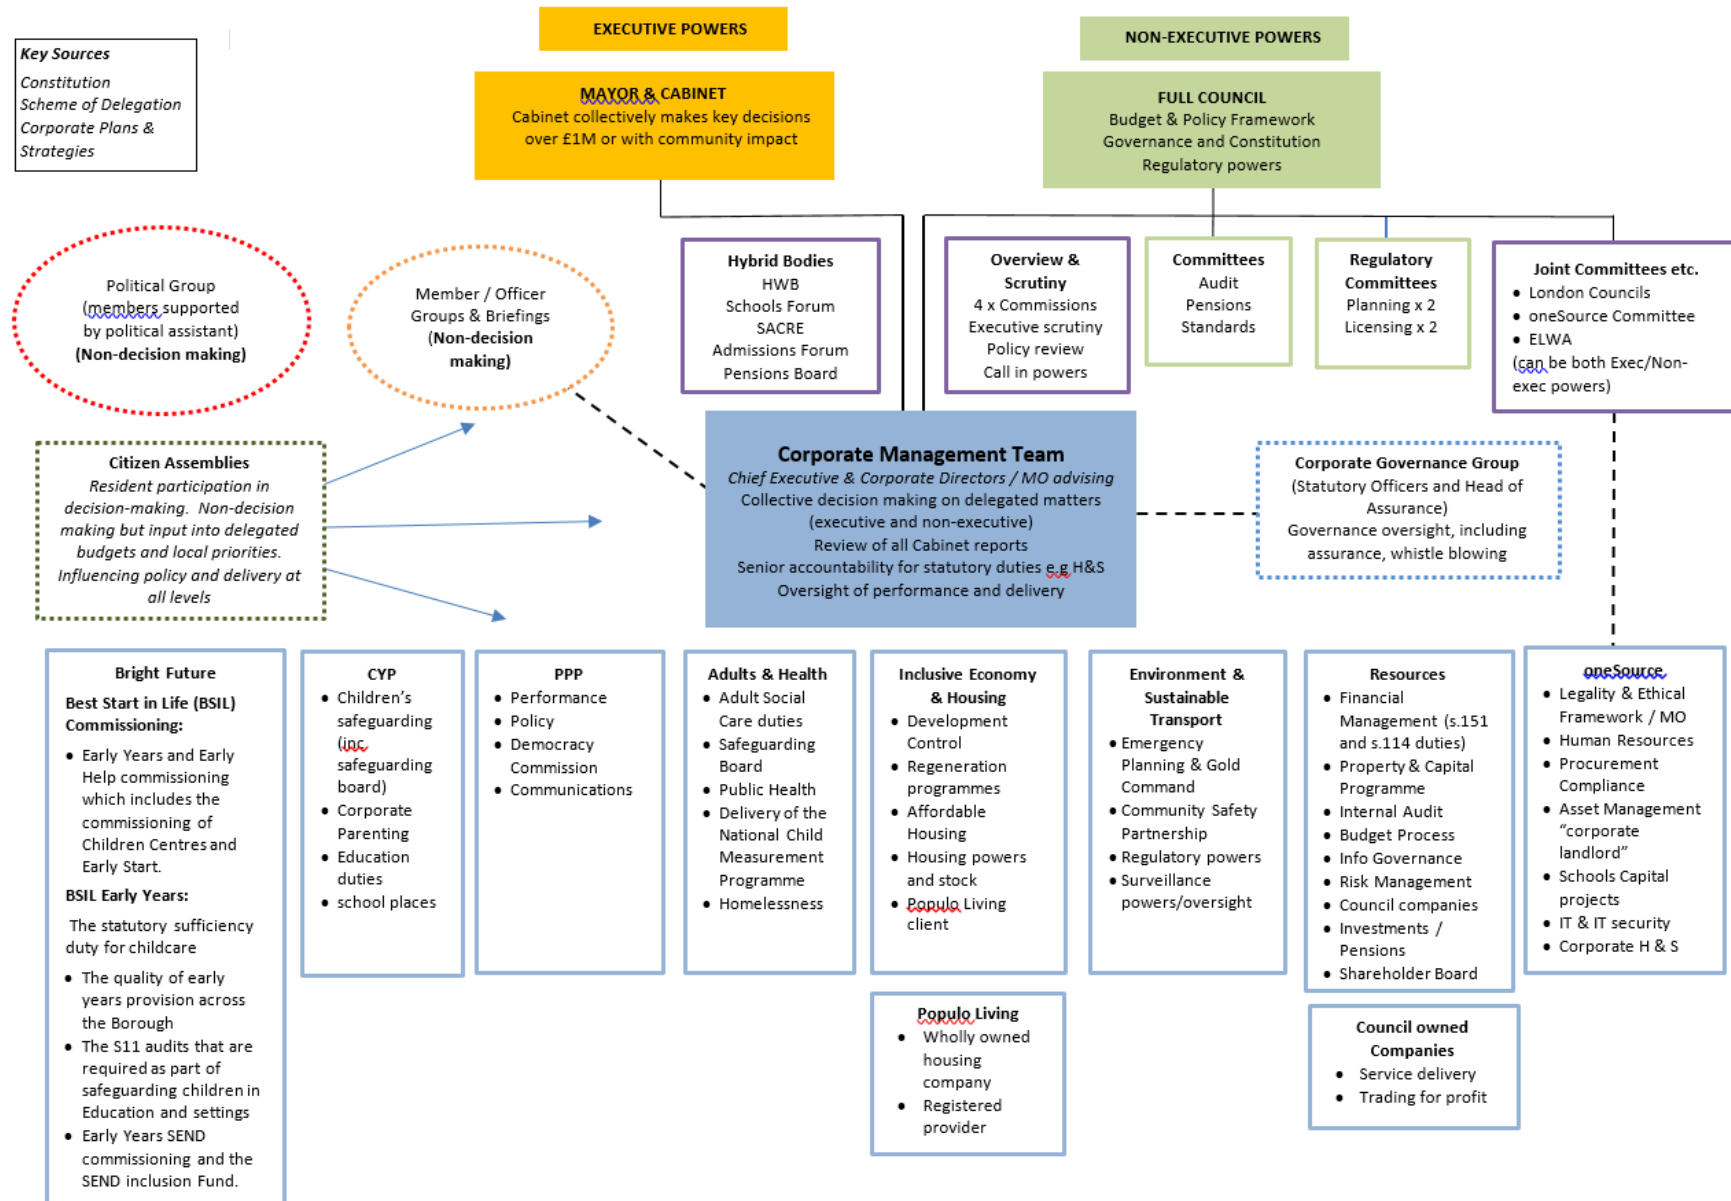 EXECUTIVE POWERS
NON-EXECUTIVE POWERS
Key Sources
Constitution
Scheme of Delegation
Corporate Plans &
Strategies
MAYOR & CABINET
Cabinet collectively makes key decisions
over £1M or with community impact
FULL COUNCIL
Budget & Policy Framework
Governance and Constitution
Regulatory powers
Political Group
(members supported
by political assistant)
(Non-decision making)
Member / Officer
Groups & Briefings
(Non-decision
making)
Hybrid Bodies
HWB
Schools Forum
SACRE
Admissions Forum
Pensions Board
Overview &
Scrutiny
4 x Commissions
Executive scrutiny
Policy review
Call in powers
Committees
Audit
Pensions
Standards
Regulatory
Committees
Planning x 2
Licensing x 2
Joint Committees etc.
• London Councils
• oneSource Committee
• ELWA
(can be both Exec/Non-
exec powers)
Citizen Assemblies
Resident participation in
decision-making. Non-decision
making but input into delegated
budgets and local priorities.
Influencing policy and delivery at
all levels
Corporate Management Team
Chief Executive & Corporate Directors / MO advising
Collective decision making on delegated matters
(executive and non-executive)
Review of all Cabinet reports
Senior accountability for statutory duties e.g H&S
Oversight of performance and delivery
Corporate Governance Group
(Statutory Officers and Head of
Assurance)
Governance oversight, including
assurance, whistle blowing
Bright Future
Best Start in Life (BSIL)
Commissioning:
• Early Years and Early
Help commissioning
which includes the
commissioning of
Children Centres and
Early Start.
BSIL Early Years:
The statutory sufficiency
duty for childcare
• The quality of early
years provision across
the Borough
• The S11 audits that are
required as part of
safeguarding children in
Education and settings
• Early Years SEND
commissioning and the
SEND inclusion Fund.
CYP
• Children’s
safeguarding
(inc
safeguarding
board)
• Corporate
Parenting
• Education
duties
• school places
PPP
• Performance
• Policy
• Democracy
Commission
• Communications
Adults & Health
• Adult Social
Care duties
• Safeguarding
Board
• Public Health
• Delivery of the
National Child
Measurement
Programme
• Homelessness
Inclusive Economy
& Housing
• Development
Control
• Regeneration
programmes
• Affordable
Housing
• Housing powers
and stock
• Populo Living
client
Environment &
Sustainable
Transport
• Emergency
Planning & Gold
Command
• Community Safety
Partnership
• Regulatory powers
• Surveillance
powers/oversight
Resources
• Financial
Management (s.151
and s.114 duties)
• Property & Capital
Programme
• Internal Audit
• Budget Process
• Info Governance
• Risk Management
• Council companies
• Investments /
Pensions
• Shareholder Board
oneSource
• Legality & Ethical
Framework / MO
• Human Resources
• Procurement
Compliance
• Asset Management
“corporate
landlord”
• Schools Capital
projects
• IT & IT security
• Corporate H & S
Populo Living
• Wholly owned
housing
company
• Registered
provider
Council owned
Companies
• Service delivery
• Trading for profit